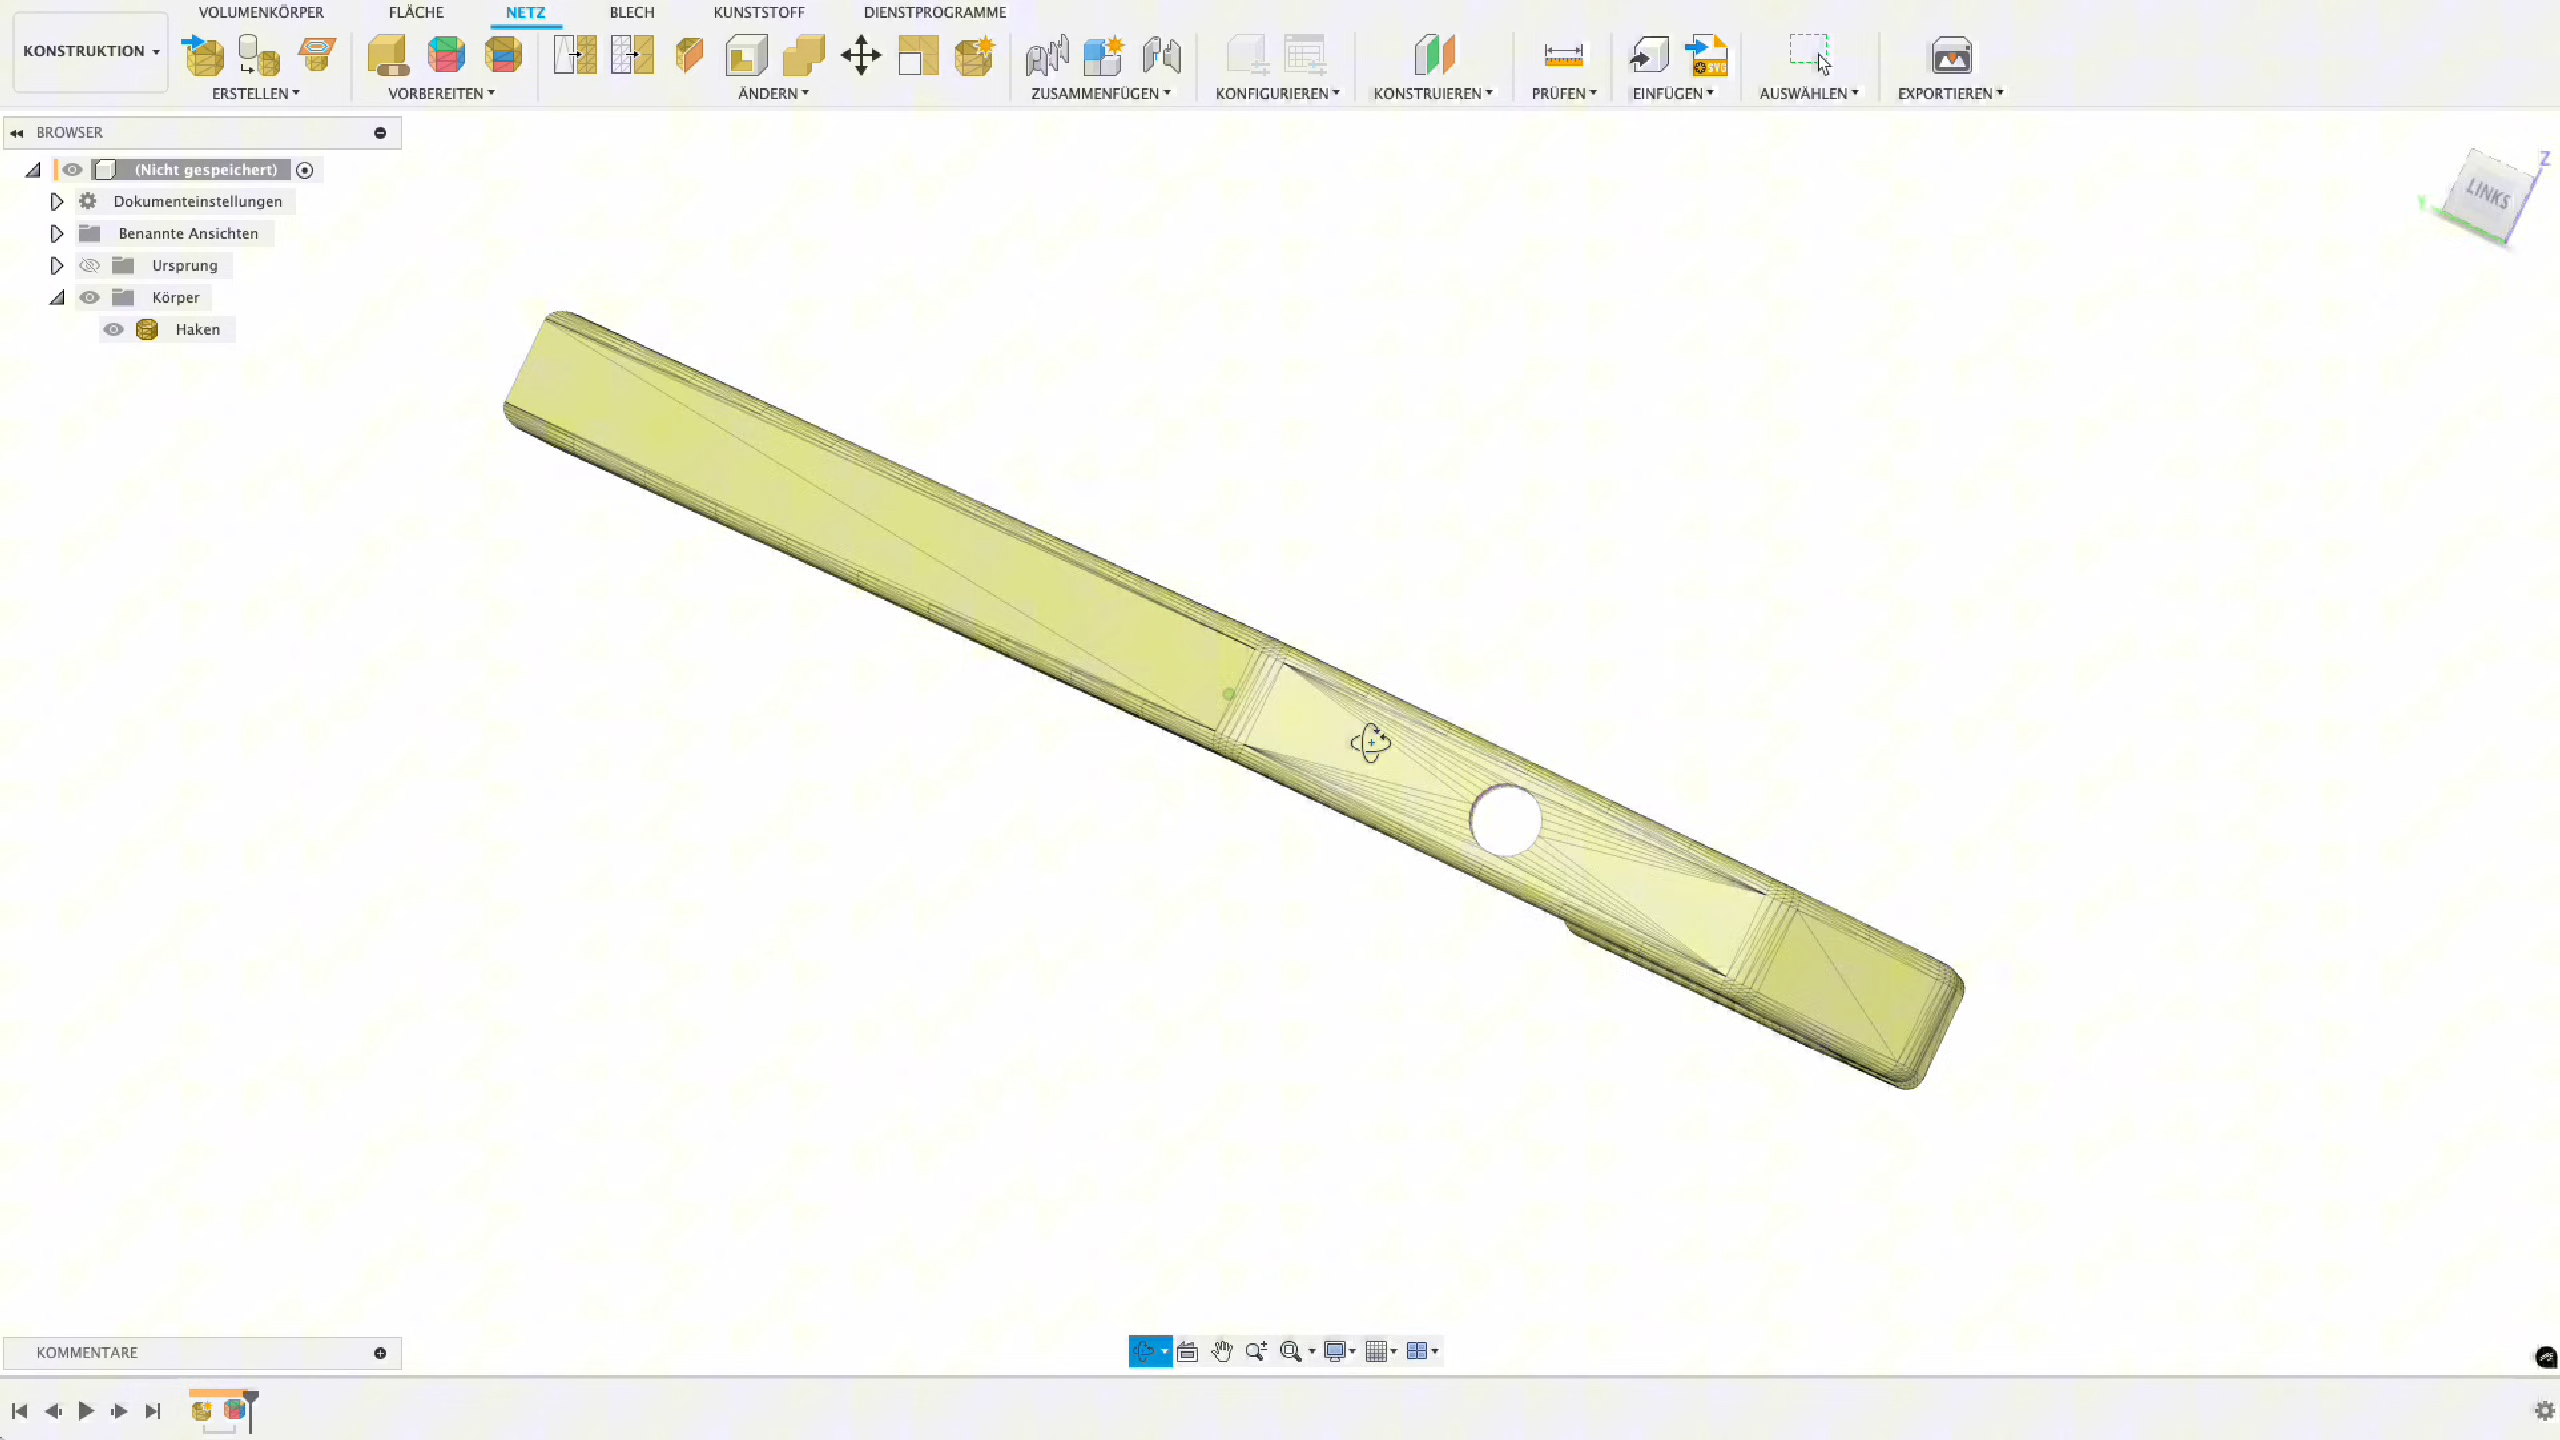 VOLUMENKÖRPER FLÄCHE NETZ BLECH KUNSTSTOFF DIENSTPROGRAMME
KONSTRUKTION
SVG
ERSTELLEN VORBEREITEN ÄNDERN ZUSAMMENFÜGEN KONFIGURIEREN KONSTRUIEREN PRÜFEN EINFÜGEN AUSWÄHLEN EXPORTIEREN
BROWSER
(Nicht gespeichert)
Dokumenteinstellungen
Benannte Ansichten
Ursprung
Körper
Haken
Z
LINKS
Y
KOMMENTARE